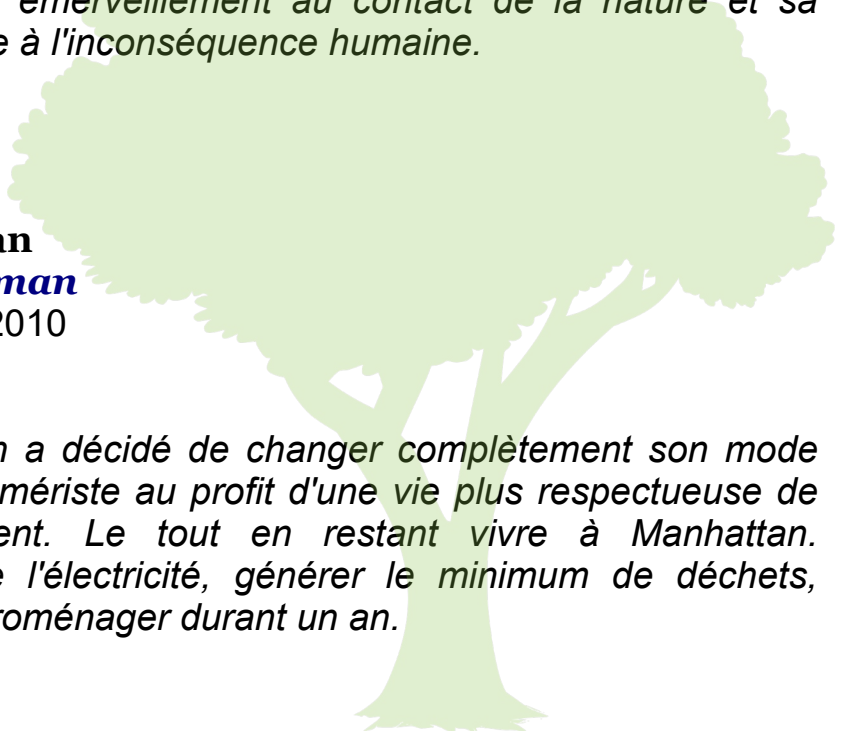 émerveillement au contact de la nature et sa
e à l'inconséquence humaine.
an
man
2010
n a décidé de changer complètement son mode
mériste au profit d'une vie plus respectueuse de
ent. Le tout en restant vivre à Manhattan.
e l'électricité, générer le minimum de déchets,
roménager durant un an.